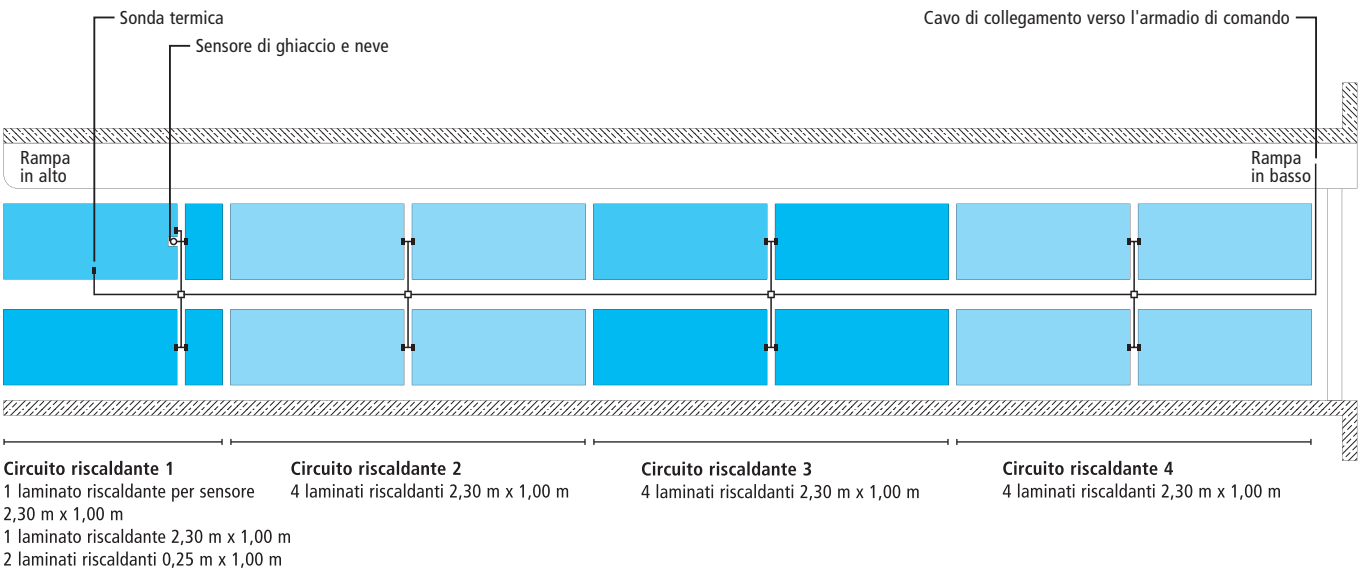 Sonda termica
Sensore di ghiaccio e neve
Cavo di collegamento verso l'armadio di comando
Rampa
in alto
Rampa
in basso
Circuito riscaldante 1
1 laminato riscaldante per sensore
2,30 m x 1,00 m
1 laminato riscaldante 2,30 m x 1,00 m
2 laminati riscaldanti 0,25 m x 1,00 m
Circuito riscaldante 2
4 laminati riscaldanti 2,30 m x 1,00 m
Circuito riscaldante 3
4 laminati riscaldanti 2,30 m x 1,00 m
Circuito riscaldante 4
4 laminati riscaldanti 2,30 m x 1,00 m